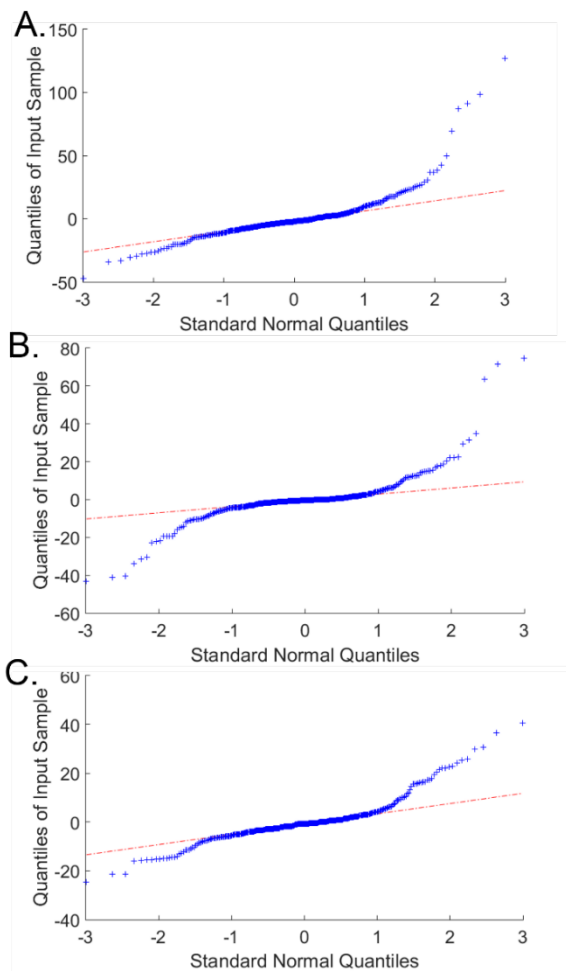 A.
150
100
50
0
-50
Quantiles of Input Sample
-3 -2 -1 0 1 2 3
Standard Normal Quantiles
B.
80
60
40
20
0
-20
-40
-60
Quantiles of Input Sample
-3 -2 -1 0 1 2 3
Standard Normal Quantiles
C.
60
40
20
0
-20
-40
Quantiles of Input Sample
-3 -2 -1 0 1 2 3
Standard Normal Quantiles